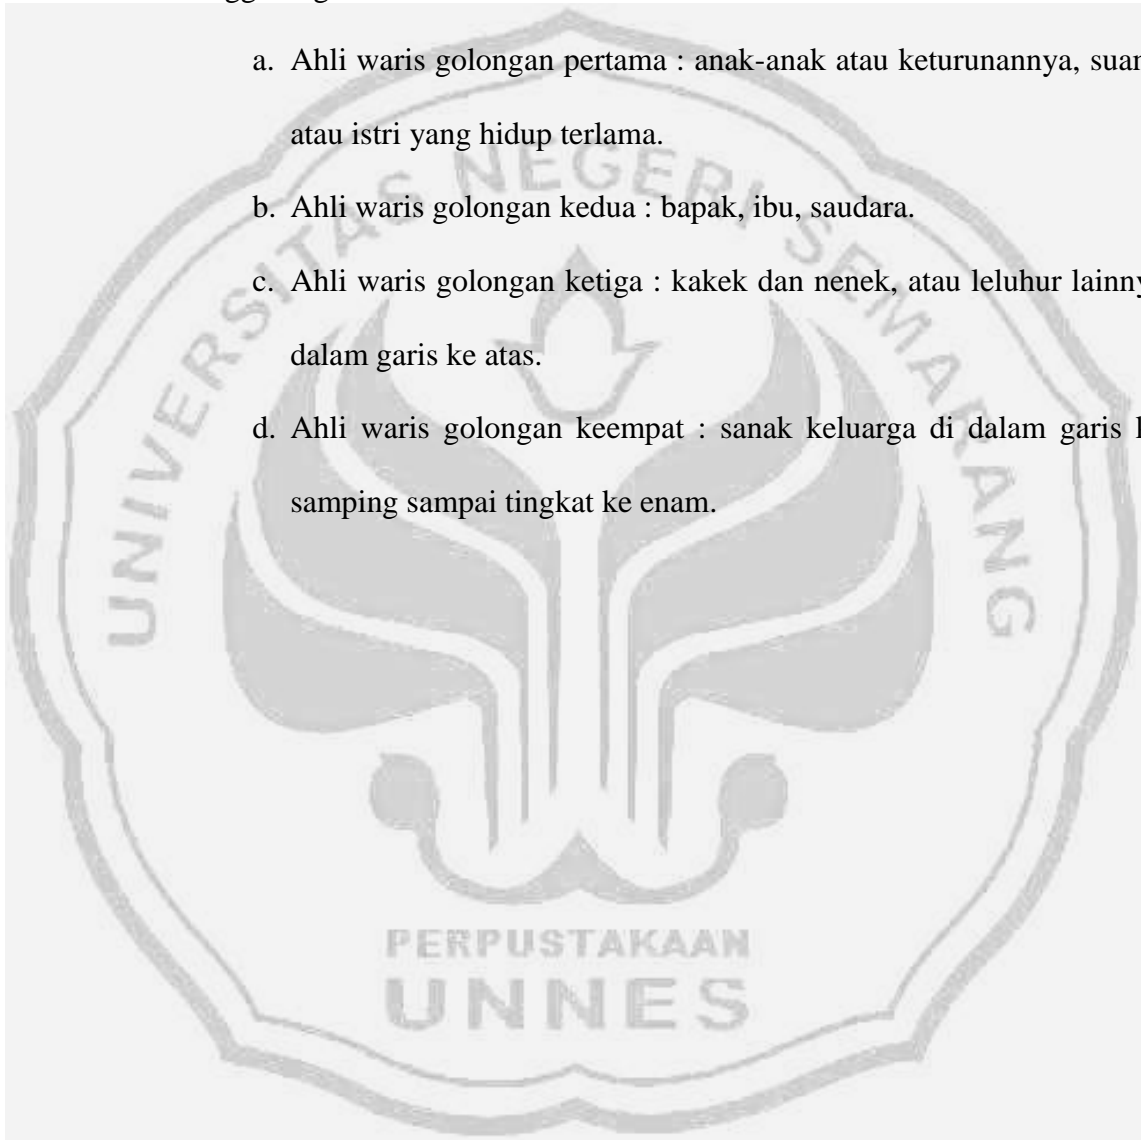 a. Ahli waris golongan pertama : anak-anak atau keturunannya,
atau istri yang hidup terlama.
b. Ahli waris golongan kedua : bapak, ibu, saudara.
c. Ahli waris golongan ketiga : kakek dan nenek, atau leluhur
dalam garis ke atas.
d. Ahli waris golongan keempat : sanak keluarga di dalam garis
samping sampai tingkat ke enam.
UNIVERSITAS NEGERI SEMARANG
PERPUSTAKAAN
UNNES